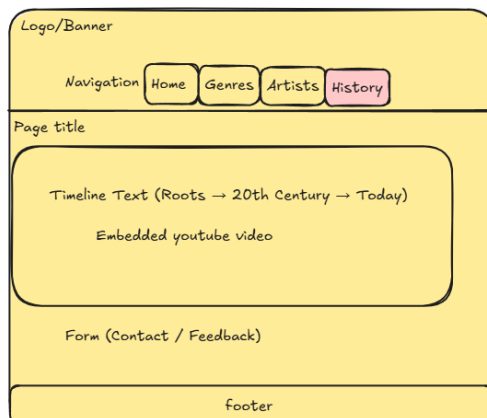 Logo/Banner
Navigation Home Genres Artists History
Page title
Timeline Text (Roots → 20th Century → Today)
Embedded youtube video
Form (Contact / Feedback)
footer